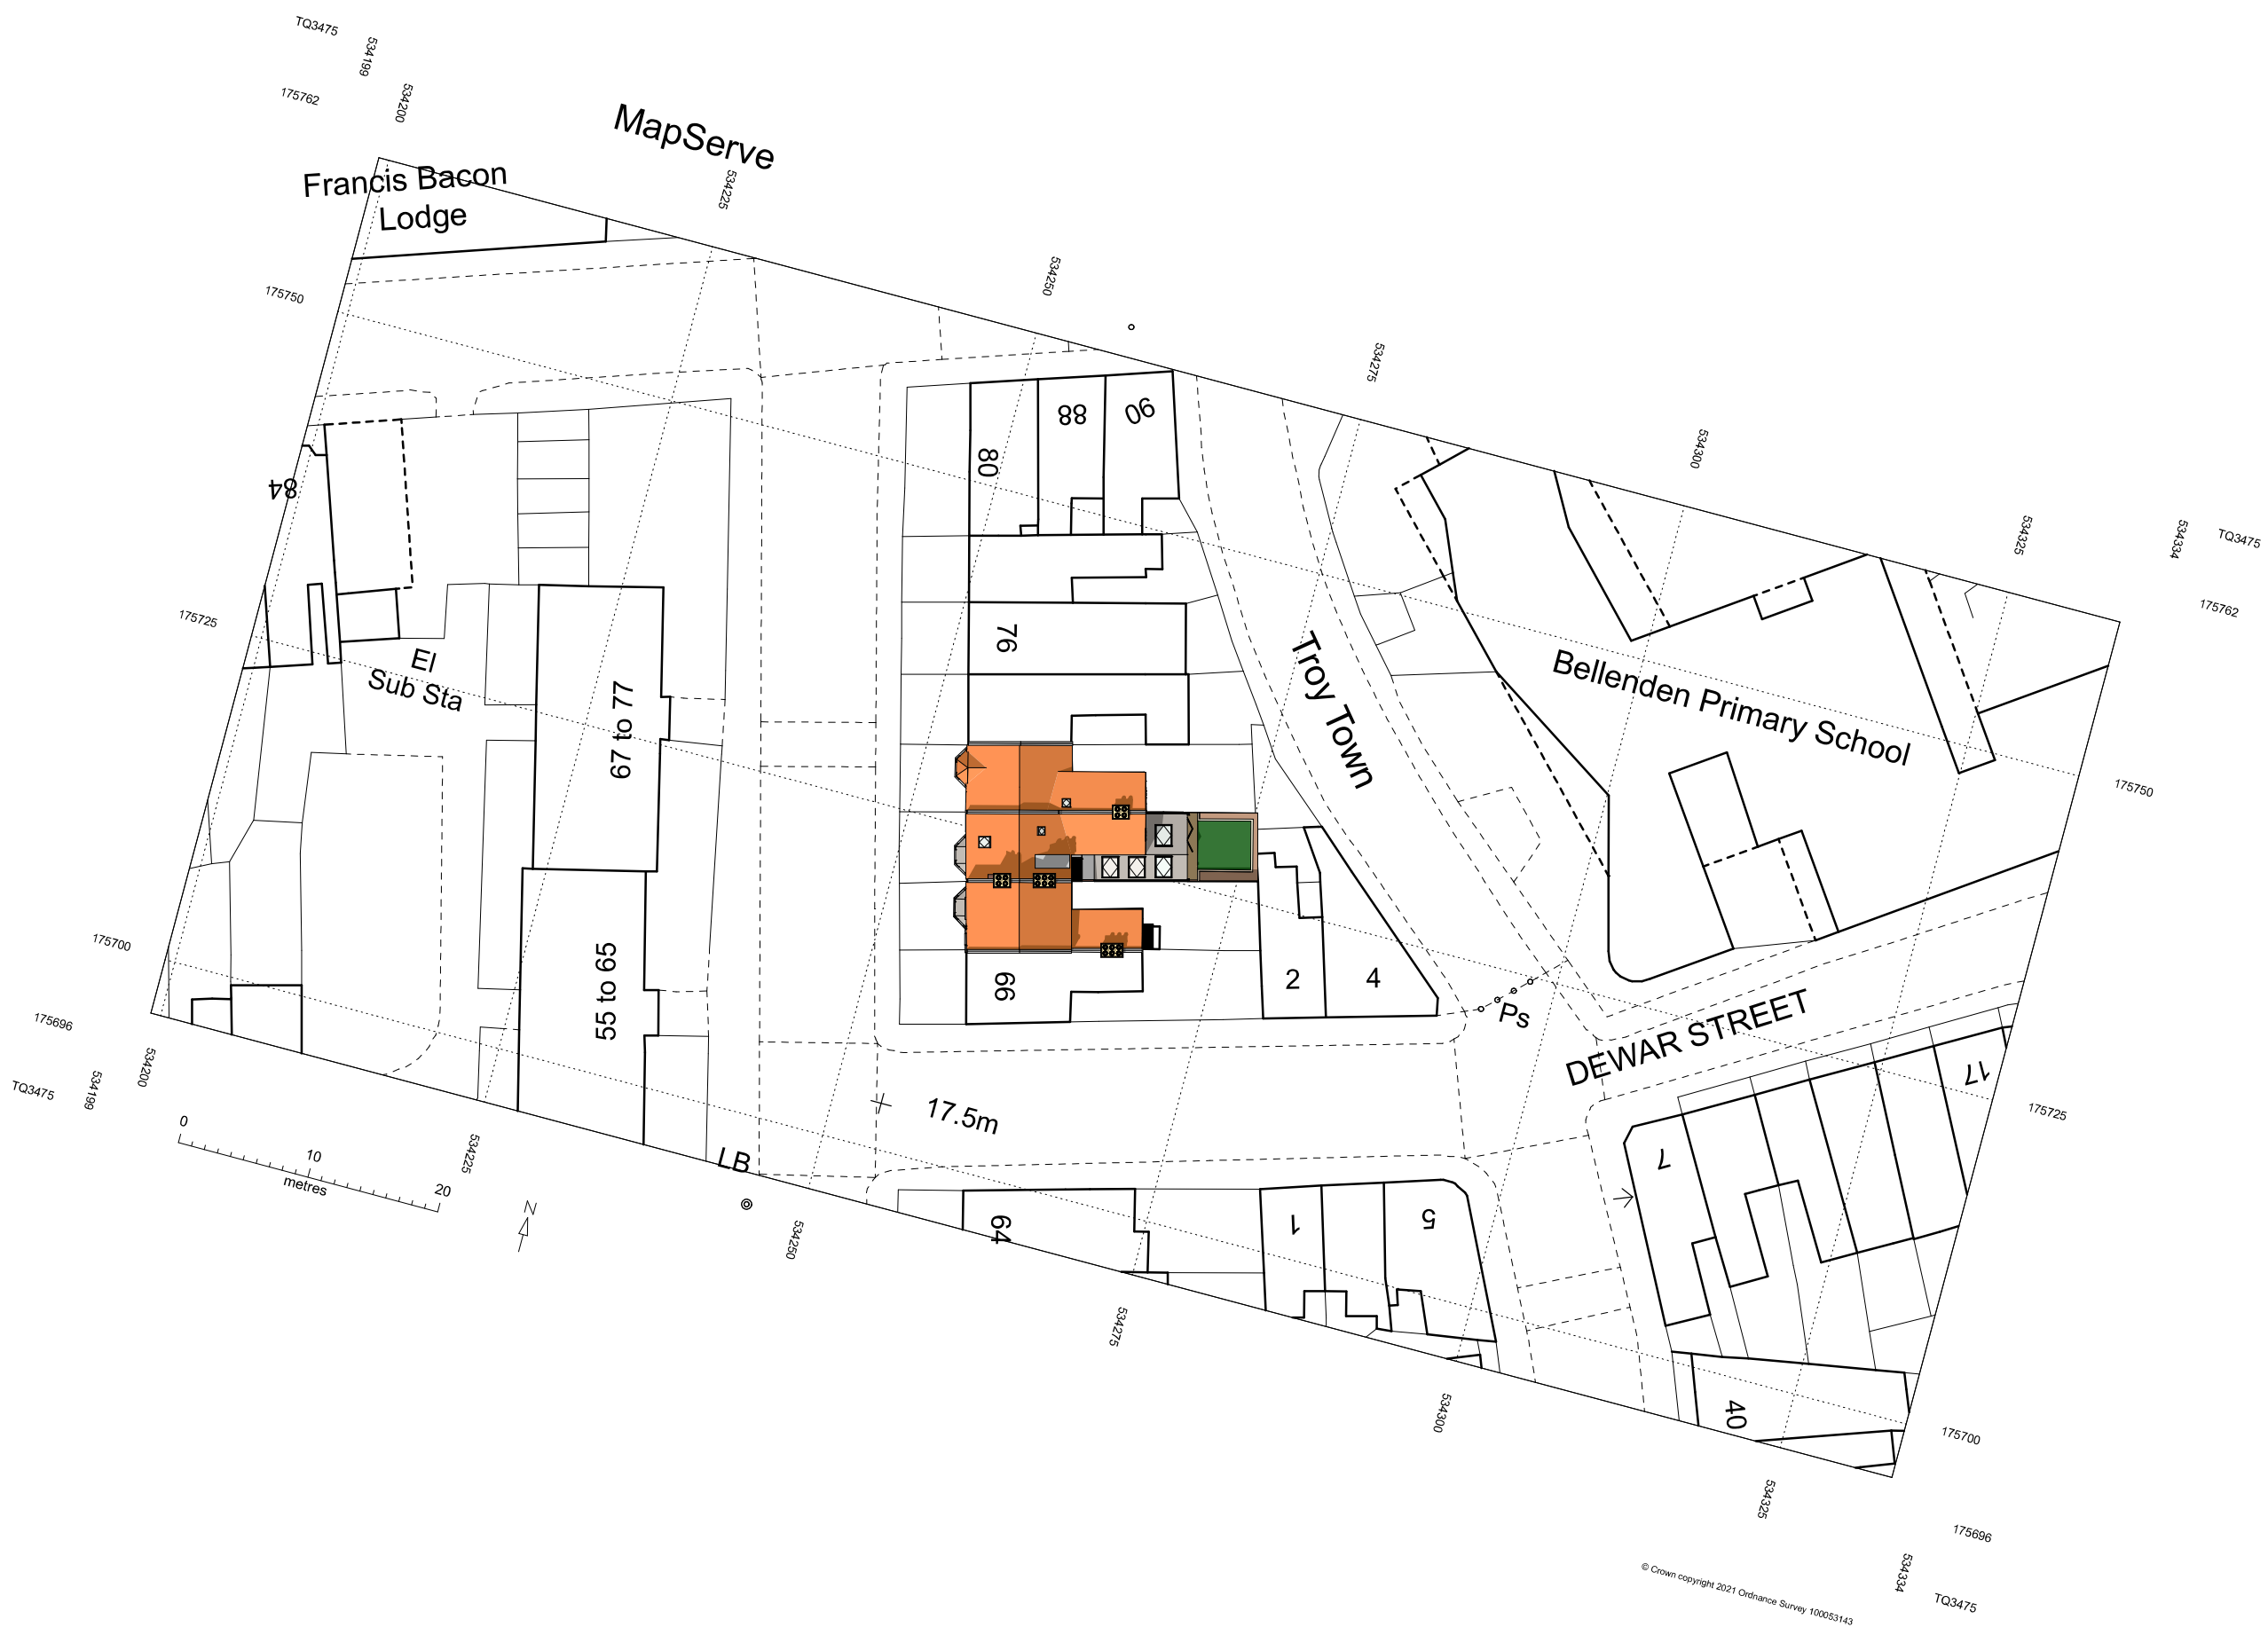 TQ3475
534199
175762
534200
MapServe
Francis Bacon
Lodge
534225
175750
534250
534275
534300
534325
534334
TQ3475
175762
84
80
88
90
175725
El
Sub Sta
67 to 77
76
Troy Town
Bellenden Primary School
175750
175700
55 to 65
66
2
4
Ps
DEWAR STREET
17
175696
TQ3475
534199
534200
0
10
20
metres
N
534225
17.5m
LB
534250
64
1
5
7
175725
534275
534300
40
175700
534325
175696
534334
TQ3475
© Crown copyright 2021 Ordnance Survey 100053143